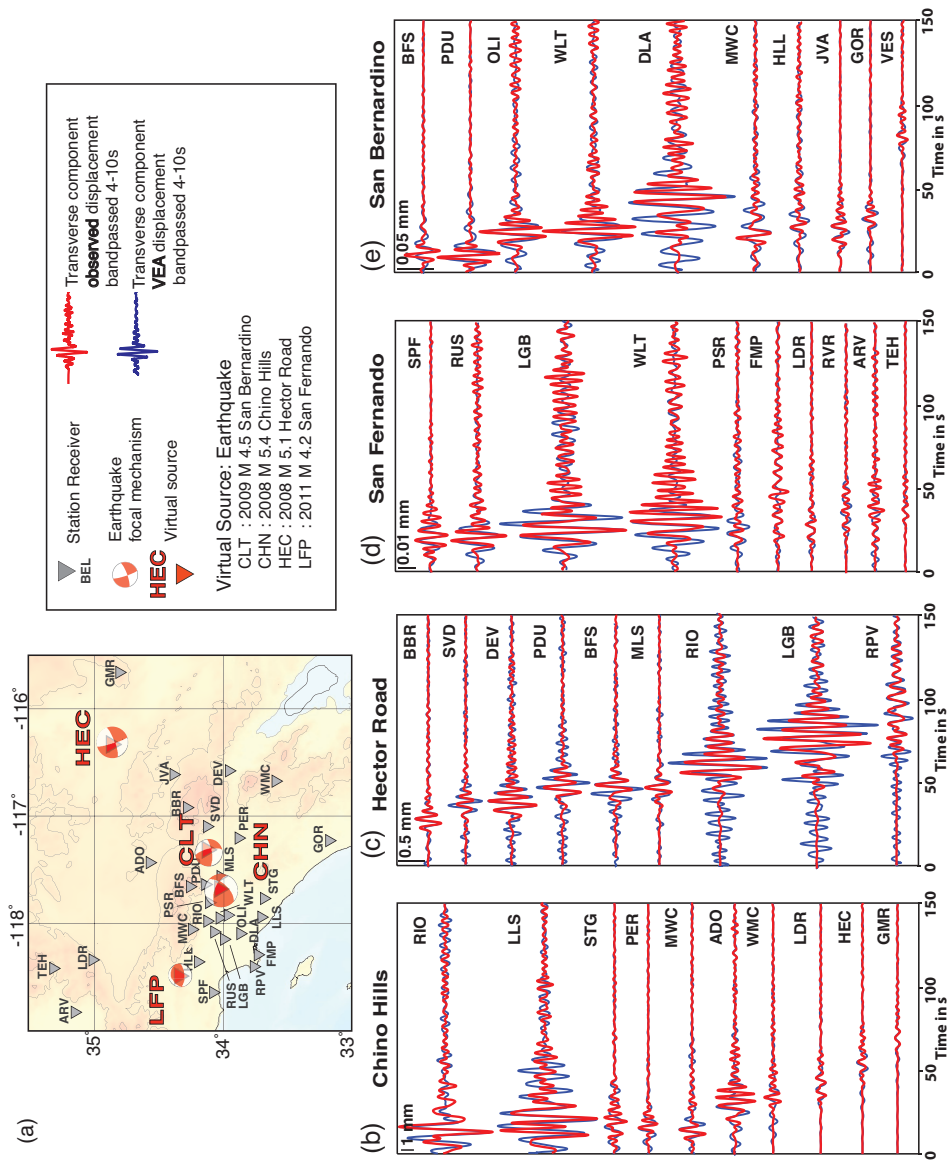 (a)
-118°
-117°
-116°
35°
34°
33°
TEH
ARV
LDR
LFP
HLL
SPF
MWC
RIO
PSR
BFS
PDU
ADO
CLT
BBR
SVD
JVA
HEC
GMR
DEV
WMC
PER
MLS
CHN
GOR
STG
WLT
LLS
OLI
DLA
FMP
RPV
LGB
RUS
BEL
Station Receiver
Earthquake
focal mechanism
HEC
Virtual source
Transverse component
observed displacement
bandpassed 4-10s
Transverse component
VEA displacement
bandpassed 4-10s
Virtual Source: Earthquake
CLT : 2009 M 4.5 San Bernardino
CHN : 2008 M 5.4 Chino Hills
HEC : 2008 M 5.1 Hector Road
LFP : 2011 M 4.2 San Fernando
(b) Chino Hills
1 mm
RIO
LLS
STG
PER
MWC
ADO
WMC
LDR
HEC
GMR
0 50 100 150
Time in s
(c) Hector Road
0.5 mm
BBR
SVD
DEV
PDU
BFS
MLS
RIO
LGB
RPV
0 50 100 150
Time in s
(d) San Fernando
0.01 mm
SPF
RUS
LGB
WLT
PSR
FMP
LDR
RVR
ARV
TEH
0 50 100 150
Time in s
(e) San Bernardino
0.05 mm
BFS
PDU
OLI
WLT
DLA
MWC
HLL
JVA
GOR
VES
0 50 100 150
Time in s